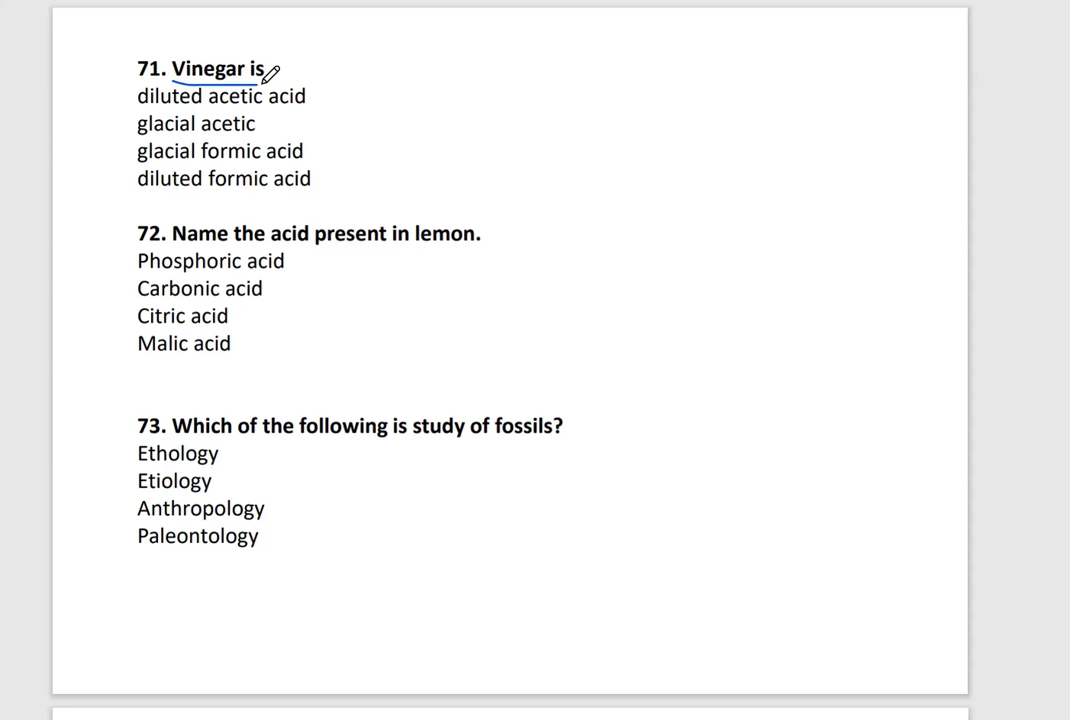 71. Vinegar is
diluted acetic acid
glacial acetic
glacial formic acid
diluted formic acid
72. Name the acid present in lemon.
Phosphoric acid
Carbonic acid
Citric acid
Malic acid
73. Which of the following is study of fossils?
Ethology
Etiology
Anthropology
Paleontology